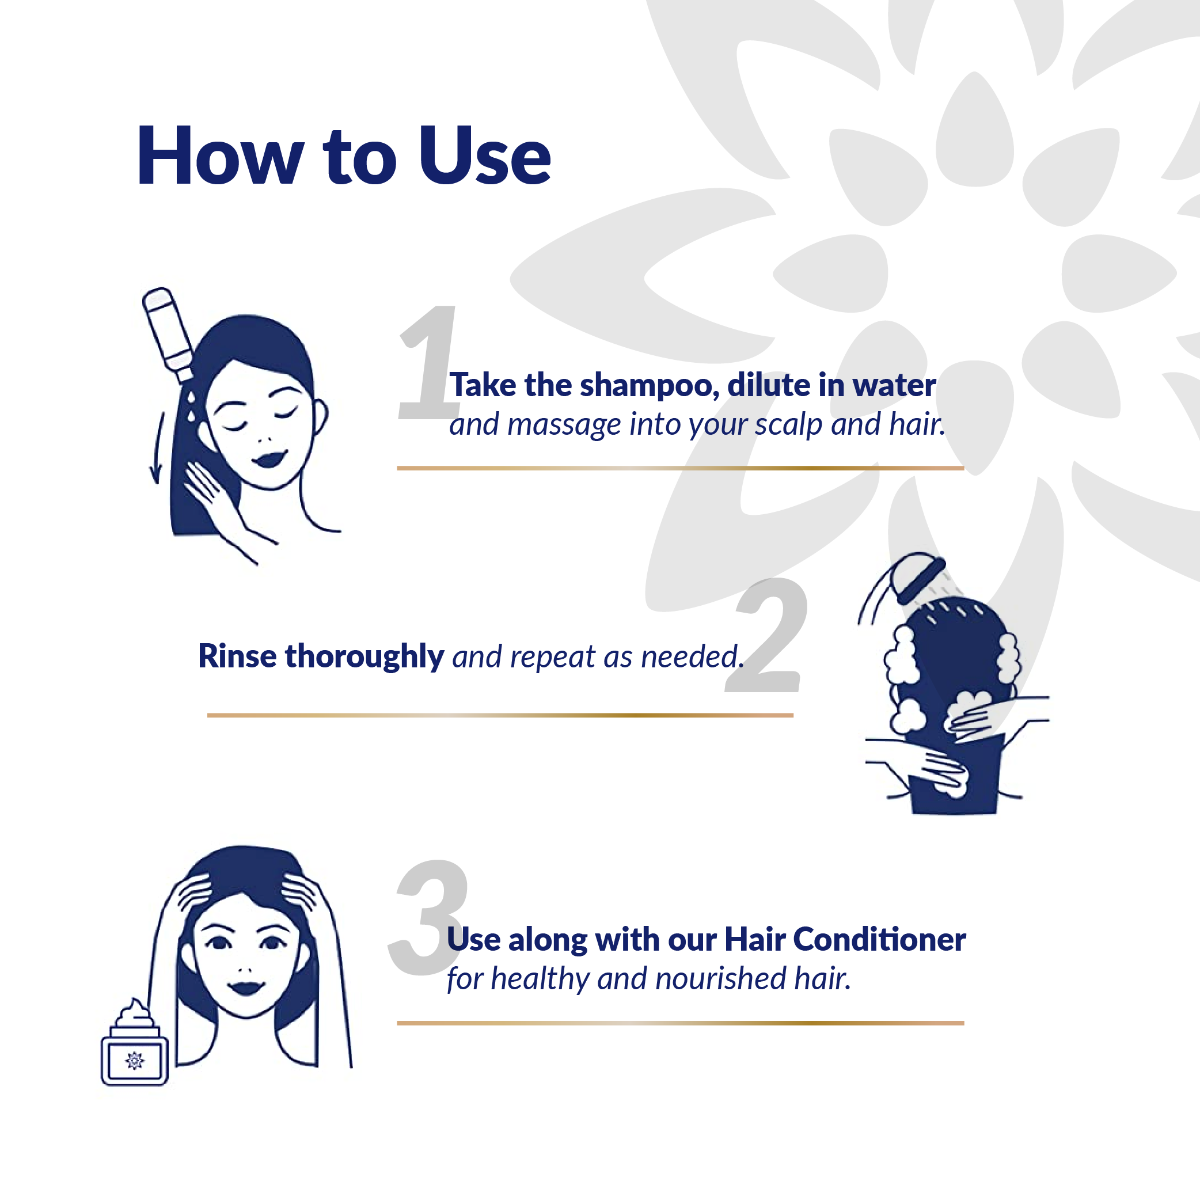 How to Use
1
Take the shampoo, dilute in water
and massage into your scalp and hair.
2
Rinse thoroughly and repeat as needed.
3
Use along with our Hair Conditioner
for healthy and nourished hair.